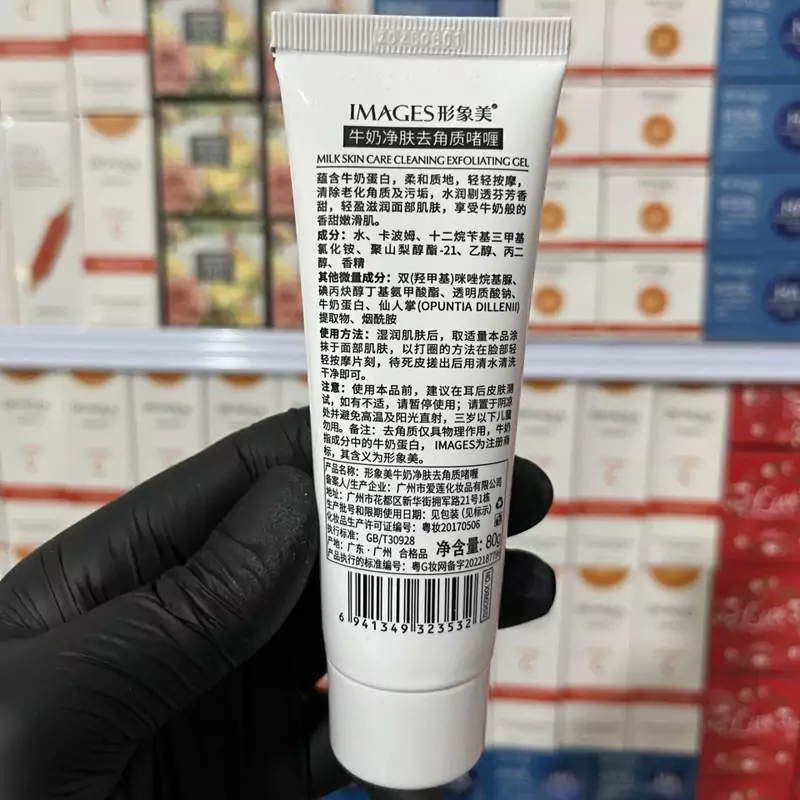 20260801
IMAGES形象美®
牛奶净肤去角质啫喱
MILK SKIN CARE CLEANING EXFOLIATING GEL
蕴含牛奶蛋白，柔和质地，轻轻按摩，
清除老化角质及污垢，水润剔透芬芳香
甜，轻盈滋润面部肌肤，享受牛奶般的
香甜嫩滑肌。
成分：水、卡波姆、十二烷苄基三甲基
氯化铵、聚山梨醇酯-21、乙醇、丙二
醇、香精
其他微量成分：双(羟甲基)咪唑烷基脲、
碘丙炔醇丁基氨甲酸酯、透明质酸钠、
牛奶蛋白、仙人掌(OPUNTIA DILLENII)
提取物、烟酰胺
使用方法：湿润肌肤后，取适量本品涂
抹于面部肌肤，以打圈的方法在脸部轻
轻按摩片刻，待死皮搓出后用清水清洗
干净即可。
注意：使用本品前，建议在耳后皮肤测
试，如有不适，请暂停使用；请置于阴凉
处并避免高温及阳光直射，三岁以下儿童
勿用。备注：去角质仅具物理作用，牛奶
指成分中的牛奶蛋白，IMAGES为注册商
标，其含义为形象美。
产品名称：形象美牛奶净肤去角质啫喱
备案人/生产企业：广州市爱莲化妆品有限公司
地址：广州市花都区新华街拥军路21号1栋
生产批号和限期使用日期：见包装（见标示）
化妆品生产许可证编号：粤妆20170506
执行标准：GB/T30928
产地：广东·广州 合格品 净含量：80g
产品执行的标准编号：粤G妆网备字2022187796
6 941349 323532